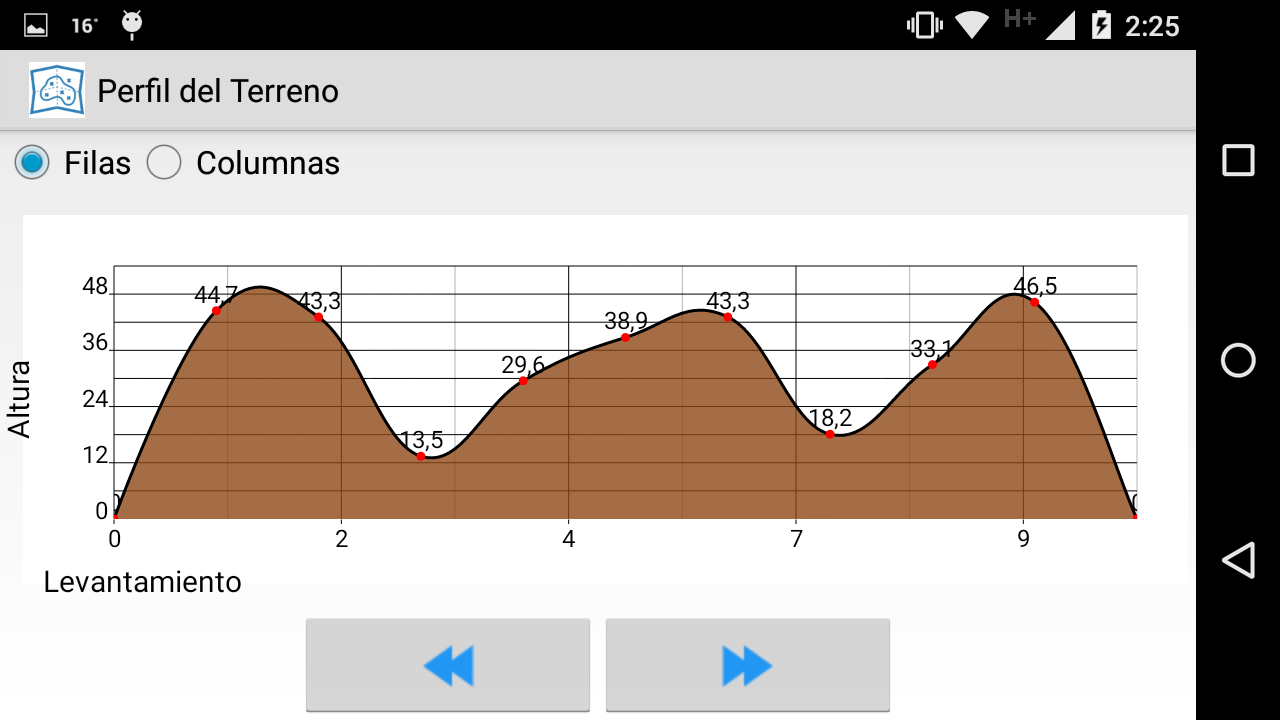 16° H+ 2:25
Perfil del Terreno
Filas Columnas
Altura
48
36
24
12
0
44,7
43,3
13,5
29,6
38,9
43,3
18,2
33,1
46,5
0 2 4 7 9
Levantamiento